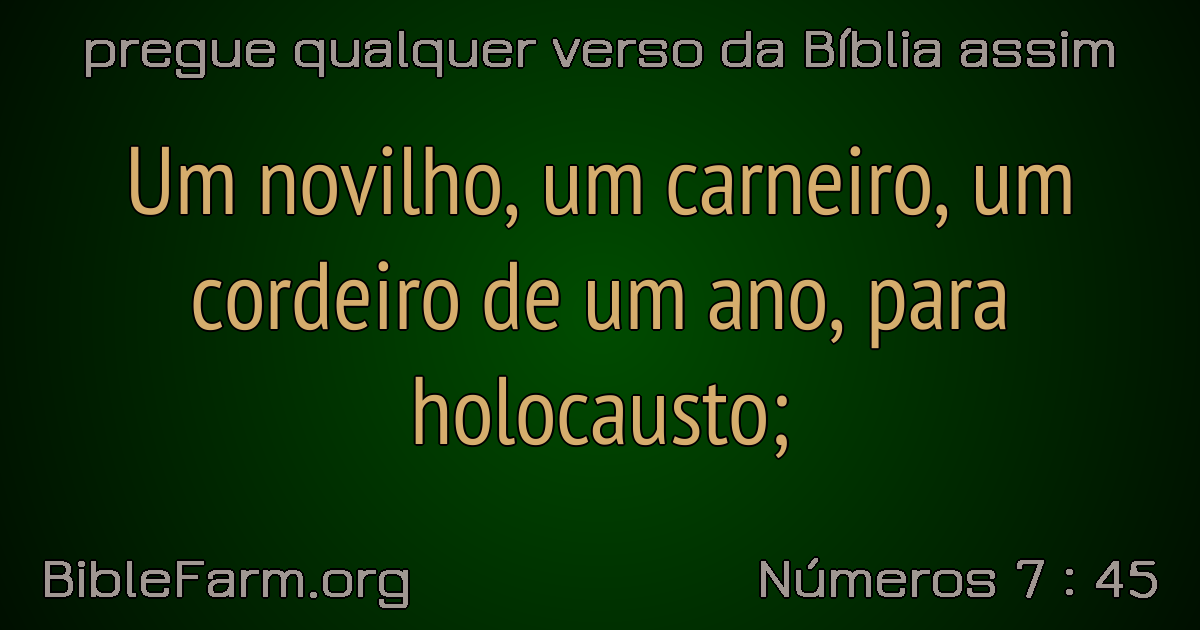 pregue qualquer verso da Bíblia assim
Um novilho, um carneiro, um
cordeiro de um ano, para
holocausto;
BibleFarm.org
Números 7 : 45